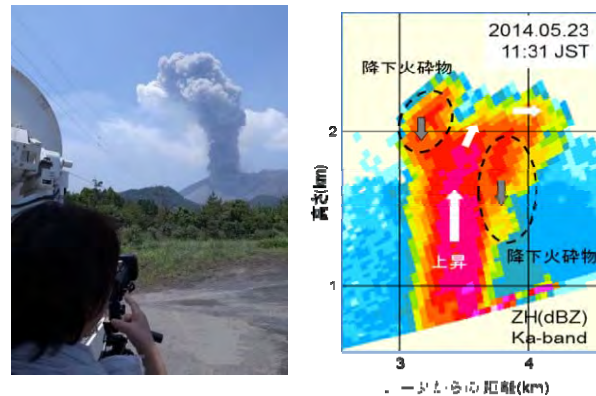 2014.05.23
11:31 JST
降下火砕物
2
高さ(km)
上昇
降下火砕物
1
ZH(dBZ)
Ka-band
3
4
距離(km)